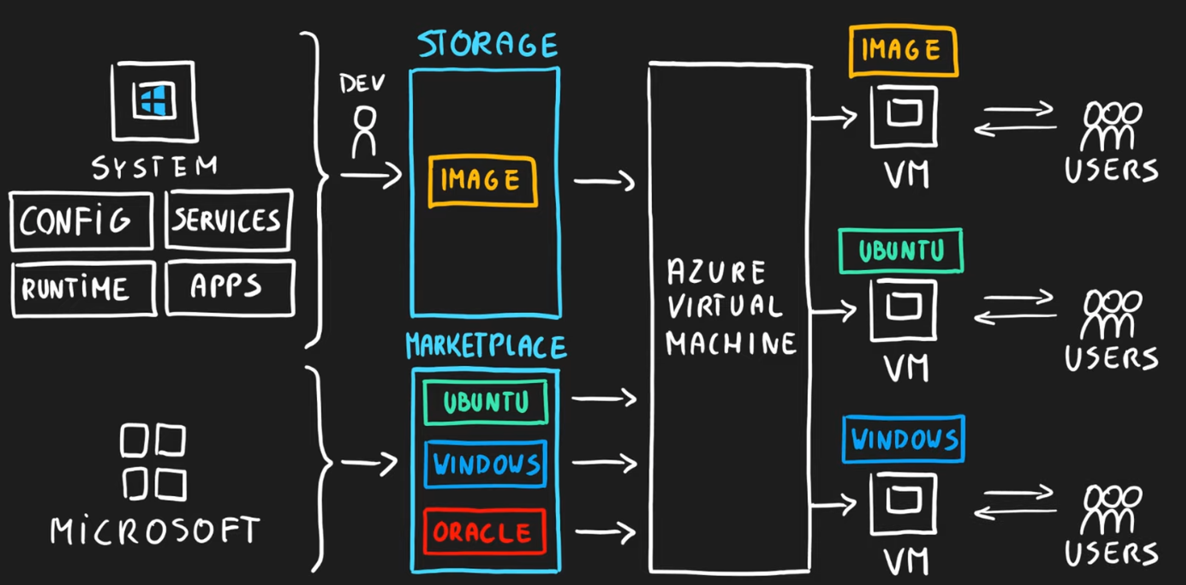 SYSTEM
CONFIG
SERVICES
RUNTIME
APPS
DEV
STORAGE
IMAGE
MICROSOFT
MARKETPLACE
UBUNTU
WINDOWS
ORACLE
AZURE
VIRTUAL
MACHINE
IMAGE
VM
USERS
UBUNTU
VM
USERS
WINDOWS
VM
USERS